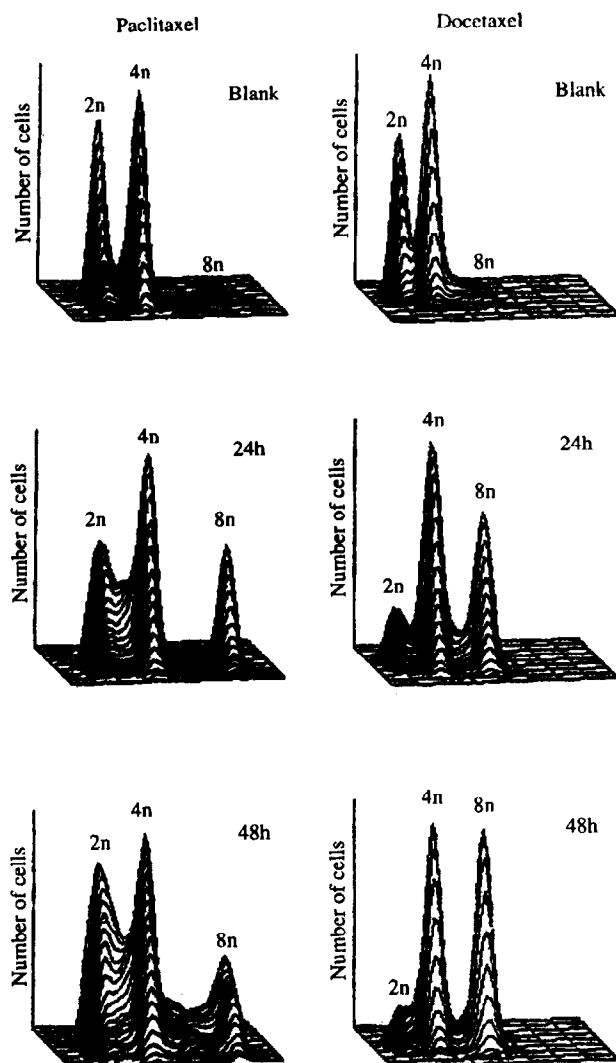 Paclitaxel
Docetaxel
Number of cells
2n
4n
8n
Blank
Number of cells
2n
4n
8n
Blank
Number of cells
2n
4n
8n
24h
Number of cells
2n
4n
8n
24h
Number of cells
2n
4n
8n
48h
Number of cells
2n
4n
8n
48h